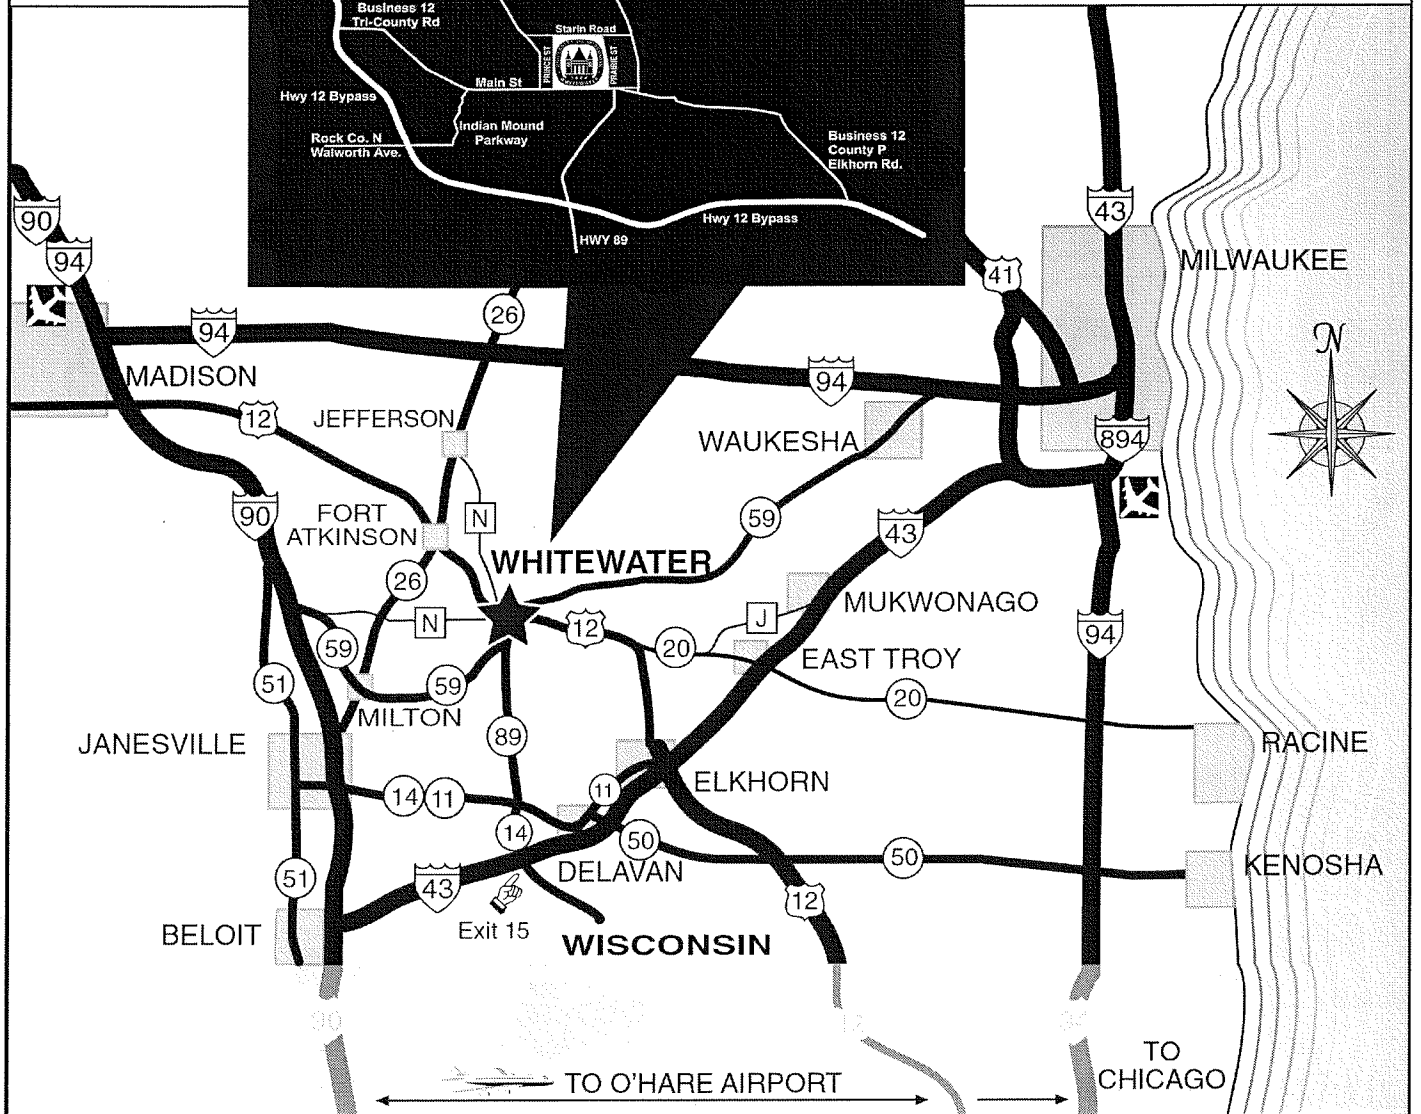 Business 12
Tri-County Rd
Starin Road
PRINCE ST
PRAIRIE ST
Main St
Hwy 12 Bypass
Indian Mound
Parkway
Rock Co. N
Walworth Ave.
Business 12
County P
Elkhorn Rd.
Hwy 12 Bypass
HWY 89
90
94
43
41
MILWAUKEE
N
26
94
94
MADISON
12
JEFFERSON
WAUKESHA
894
90
FORT
ATKINSON
N
59
43
WHITEWATER
26
N
12
J
MUKWONAGO
94
59
20
EAST TROY
51
59
20
MILTON
89
JANESVILLE
RACINE
14
11
11
ELKHORN
14
50
50
DELAVAN
KENOSHA
51
43
12
Exit 15
BELOIT
WISCONSIN
90
12
94
TO
CHICAGO
TO O'HARE AIRPORT